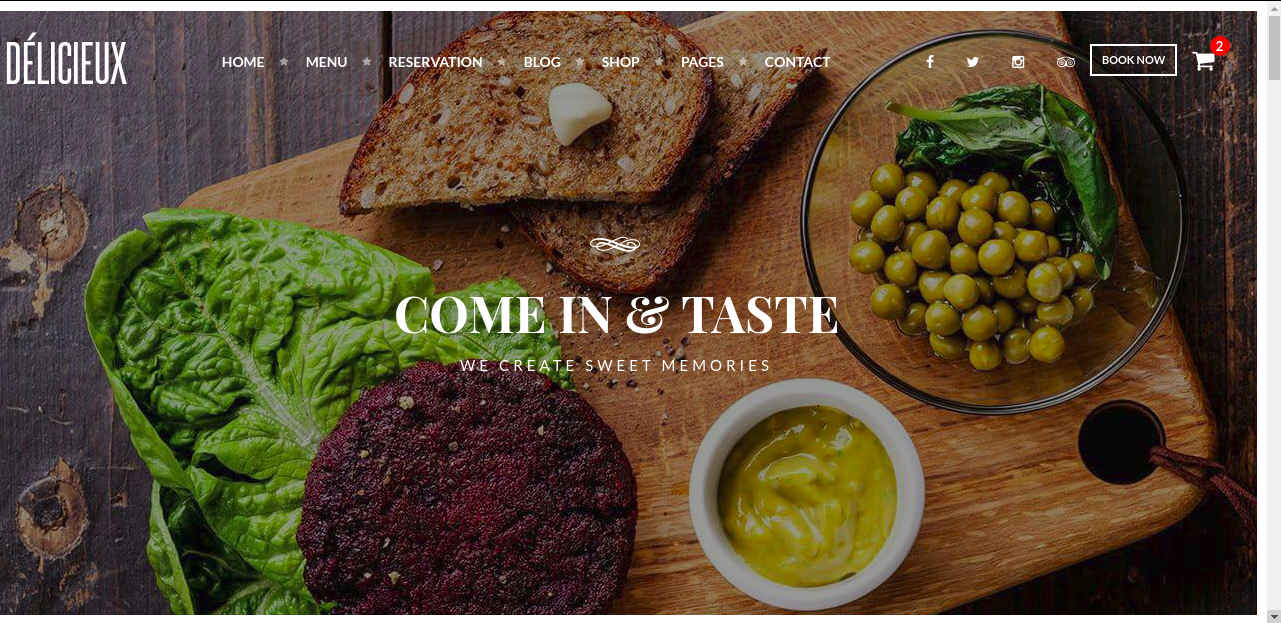 DÉLICIEUX
HOME MENU RESERVATION BLOG SHOP PAGES CONTACT
BOOK NOW
2
COME IN & TASTE
WE CREATE SWEET MEMORIES